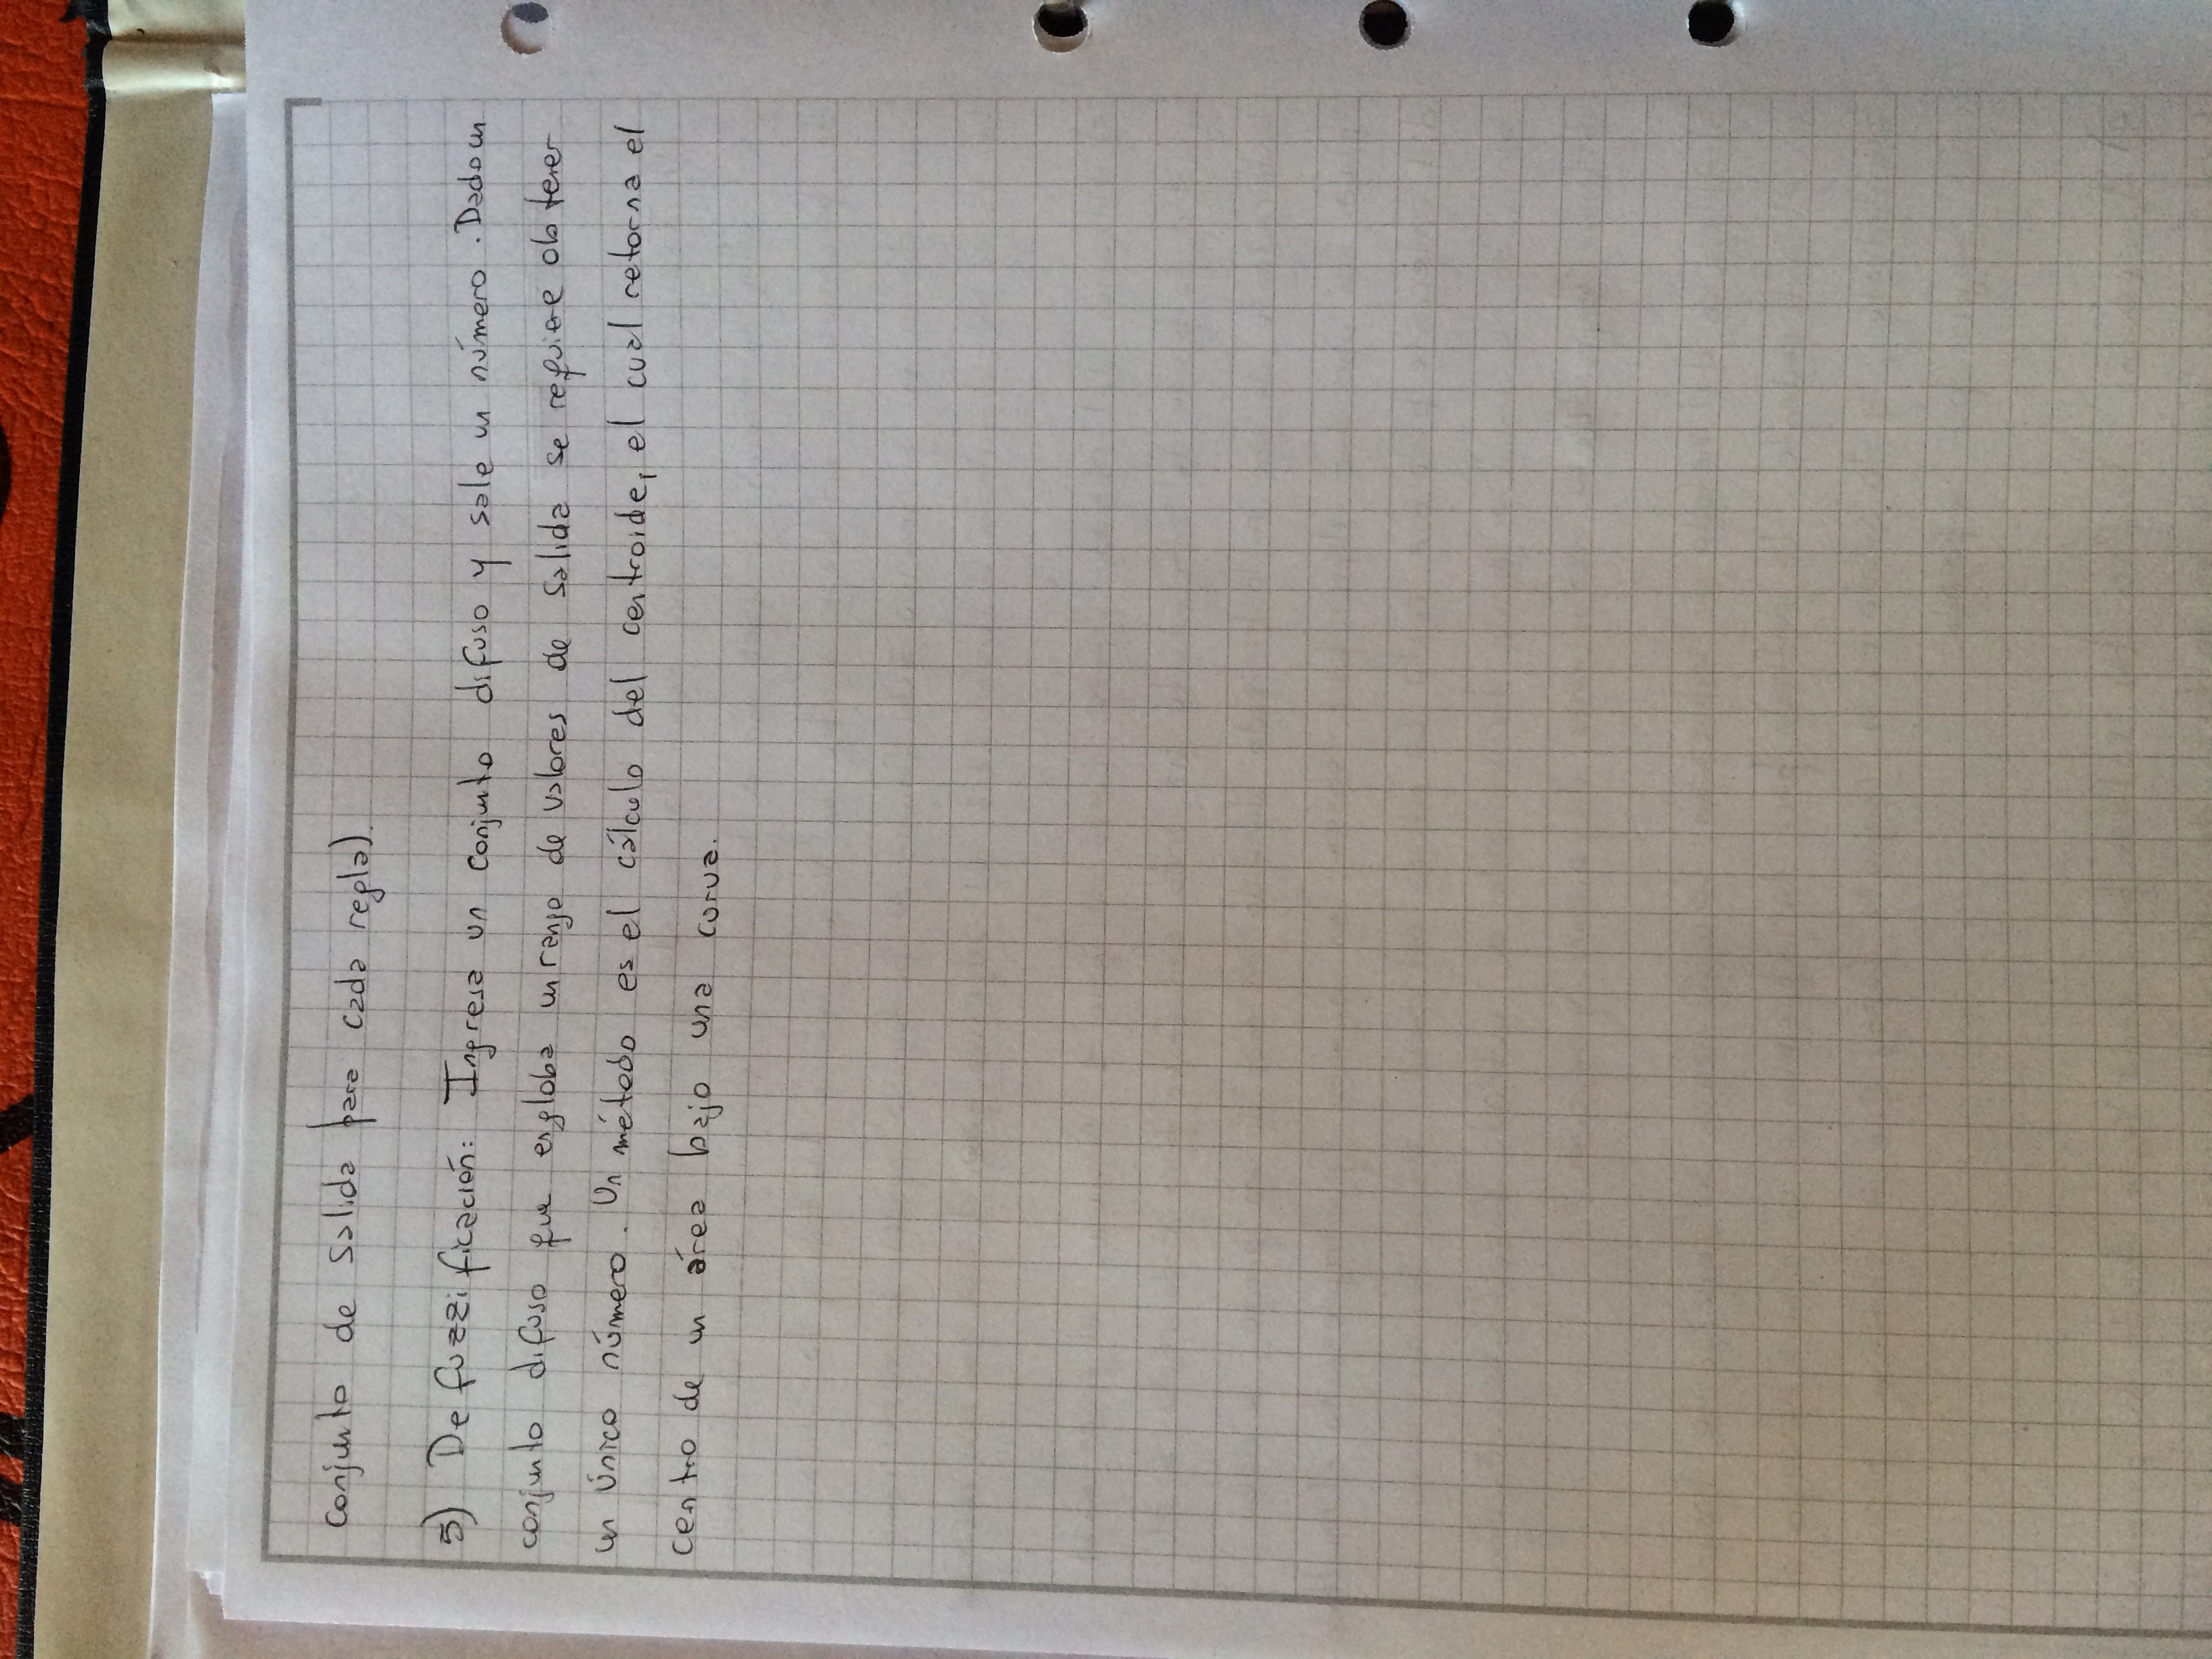 conjunto de salida para cada regla).
5) Defuzzificación: Ingresa un conjunto difuso y sale un número. Dado un
conjunto difuso que engloba un rango de valores de salida se requiere obtener
un único número. Un método es el cálculo del centroide, el cual retorna el
centro de un área bajo una curva.